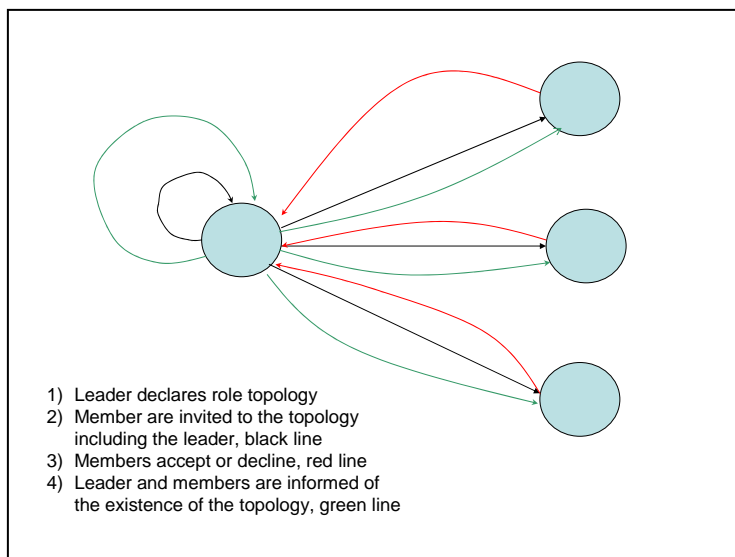 1) Leader declares role topology
2) Member are invited to the topology
including the leader, black line
3) Members accept or decline, red line
4) Leader and members are informed of
the existence of the topology, green line